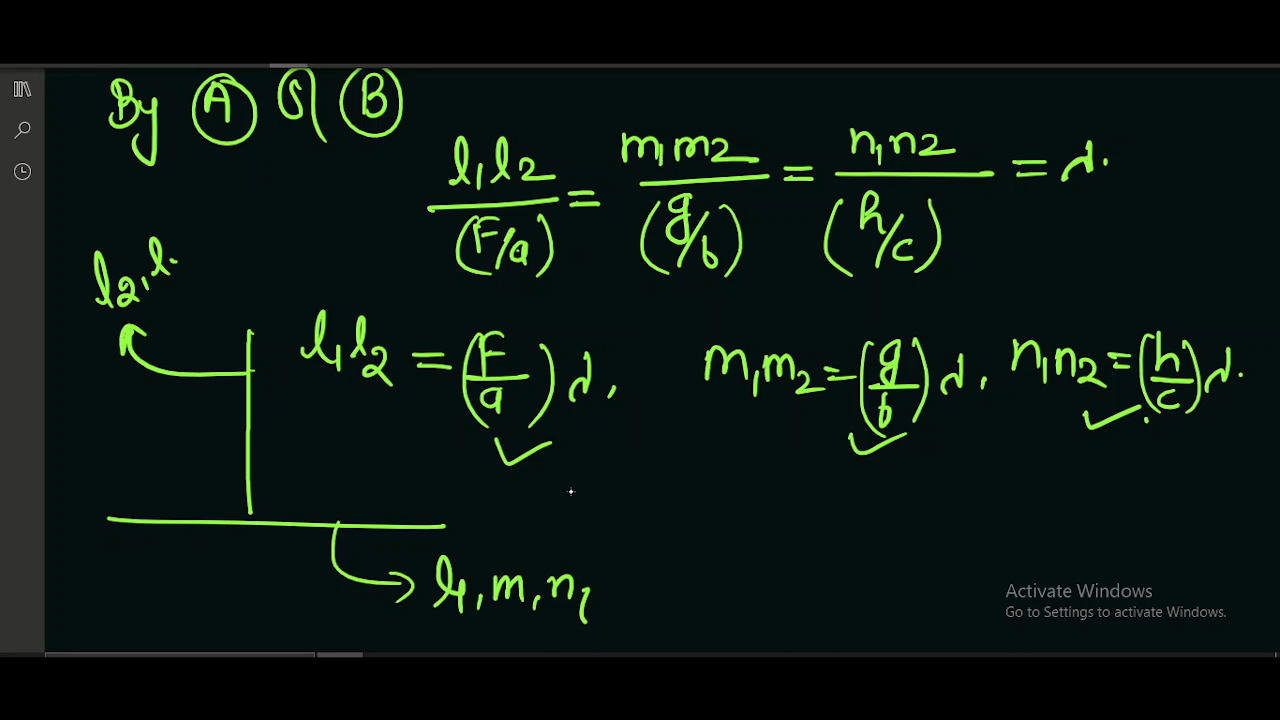 By (A) & (B)
l₁l₂/(F/a) = m₁m₂/(g/b) = n₁n₂/(h/c) = λ.
l₂, l.
l₁l₂ = (F/a)λ, m₁m₂ = (g/b)λ, n₁n₂ = (h/c)λ.
l₁, m, n₁
Activate Windows
Go to Settings to activate Windows.